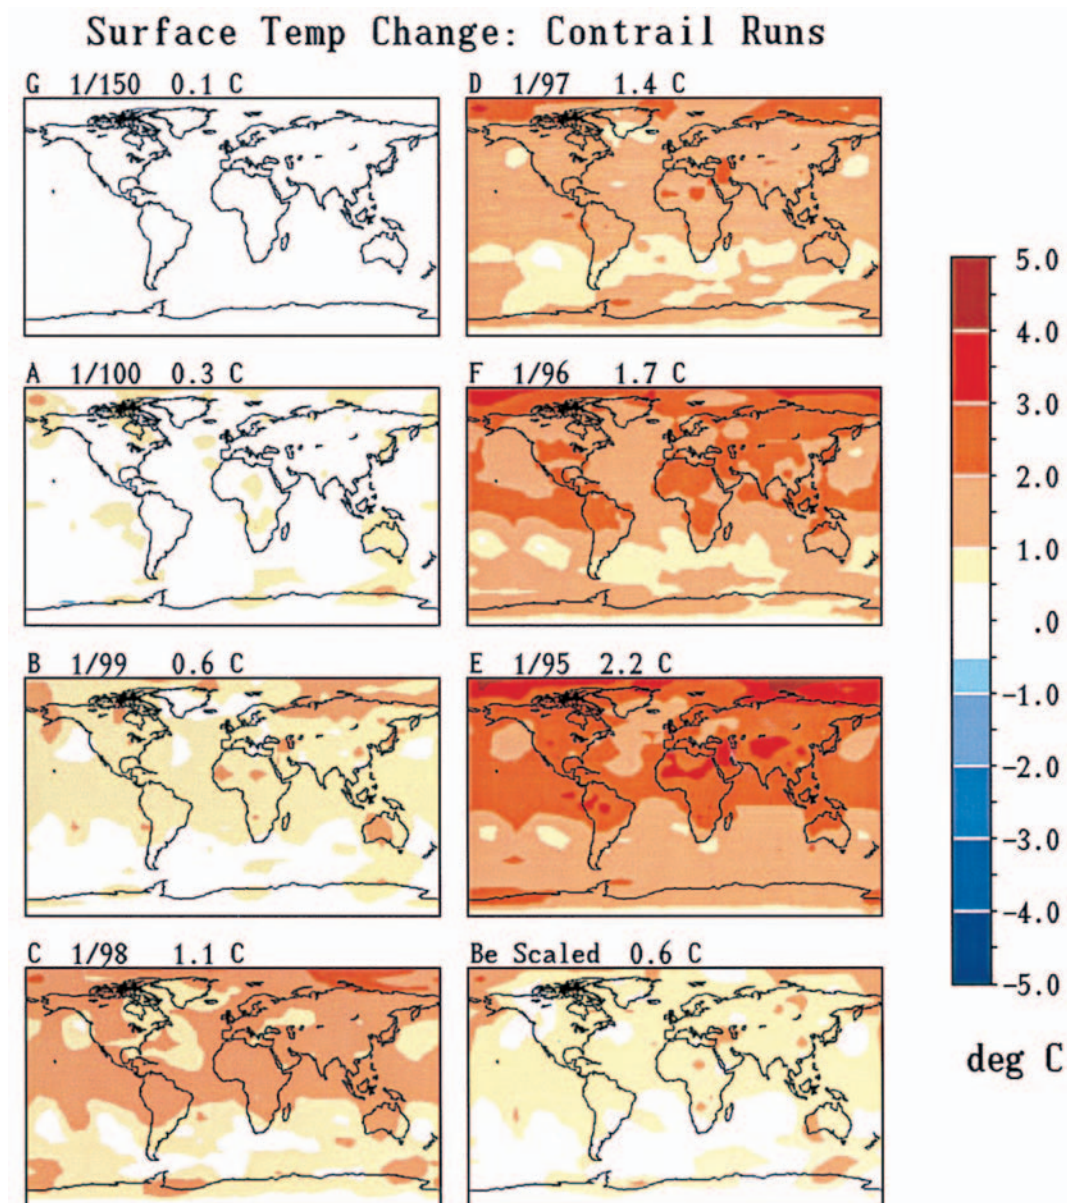 Surface Temp Change: Contrail Runs
G 1/150 0.1 C
D 1/97 1.4 C
A 1/100 0.3 C
F 1/96 1.7 C
B 1/99 0.6 C
E 1/95 2.2 C
C 1/98 1.1 C
Be Scaled 0.6 C
5.0
4.0
3.0
2.0
1.0
.0
-1.0
-2.0
-3.0
-4.0
-5.0
deg C